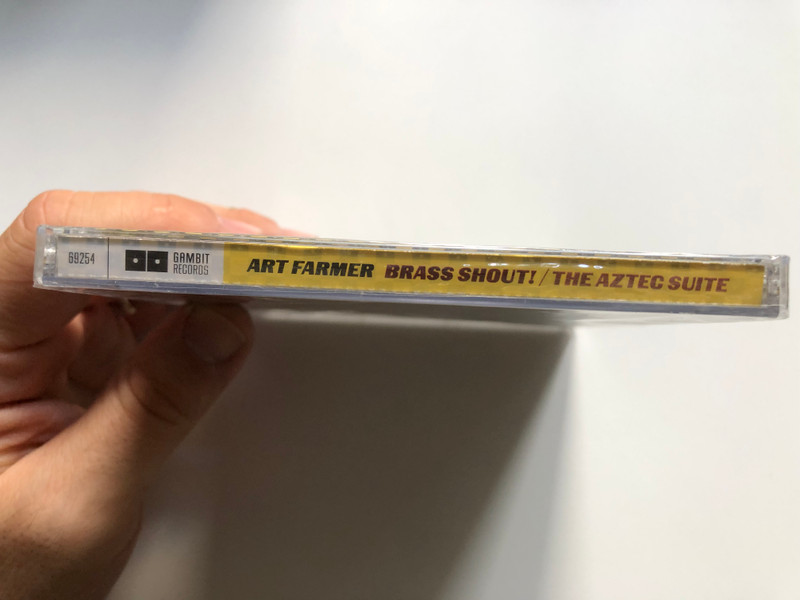 69254
GAMBIT
RECORDS
ART FARMER BRASS SHOUT! / THE AZTEC SUITE